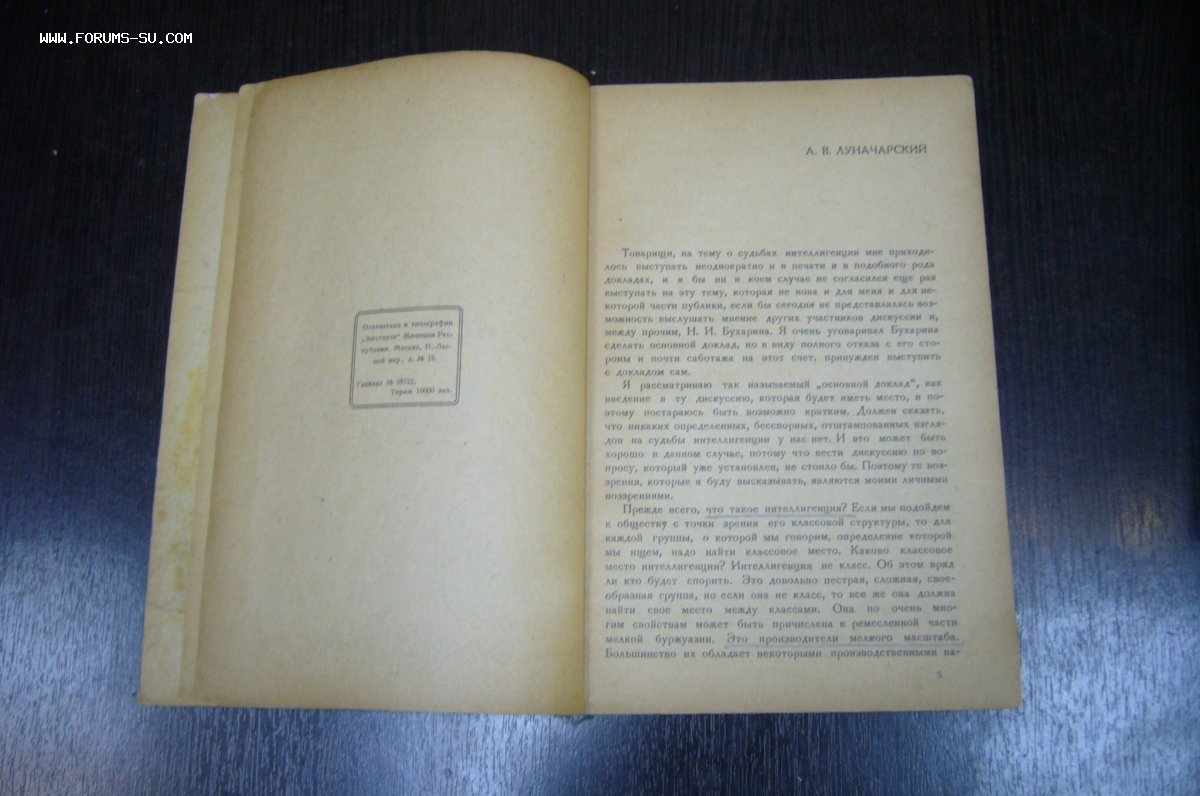 WWW.FORUMS-SU.COM
Отпечатано в типографии
„Заготхоза" Милиции Рес-
публики. Москва, Н.-Лес-
ной пер., д. № 10.
Главлит № 38721.
Тираж 10000 экз.
А. В. ЛУНАЧАРСКИЙ
Товарищи, на тему о судьбах интеллигенции мне приходи-
лось выступать неоднократно и в печати и в подобного рода
докладах, и я бы ни в коем случае не согласился еще раз
выступать на эту тему, которая не нова и для меня и для не-
которой части публики, если бы сегодня не представлялась воз-
можность выслушать мнение других участников дискуссии и,
между прочим, Н. И. Бухарина. Я очень уговаривал Бухарина
сделать основной доклад, но в виду полного отказа с его сто-
роны и почти саботажа на этот счет, принужден выступить
с докладом сам.
Я рассматриваю так называемый „основной доклад", как
введение в ту дискуссию, которая будет иметь место, и по-
этому постараюсь быть возможно кратким. Должен сказать,
что никаких определенных, бесспорных, отштампованных взгля-
дов на судьбы интеллигенции у нас нет. И это может быть
хорошо в данном случае, потому что вести дискуссию по во-
просу, который уже установлен, не стоило бы. Поэтому те воз-
зрения, которые я буду высказывать, являются моими личными
воззрениями.
Прежде всего, что такое интеллигенция? Если мы подойдем
к обществу с точки зрения его классовой структуры, то для
каждой группы, о которой мы говорим, определение которой
мы ищем, надо найти классовое место. Каково классовое
место интеллигенции? Интеллигенция не класс. Об этом вряд
ли кто будет спорить. Это довольно пестрая, сложная, свое-
образная группа, но если она не класс, то все же она должна
найти свое место между классами. Она по очень мно-
гим свойствам может быть причислена к ремесленной части
мелкой буржуазии. Это производители мелкого масштаба.
Большинство их обладает некоторыми производственными на-
3